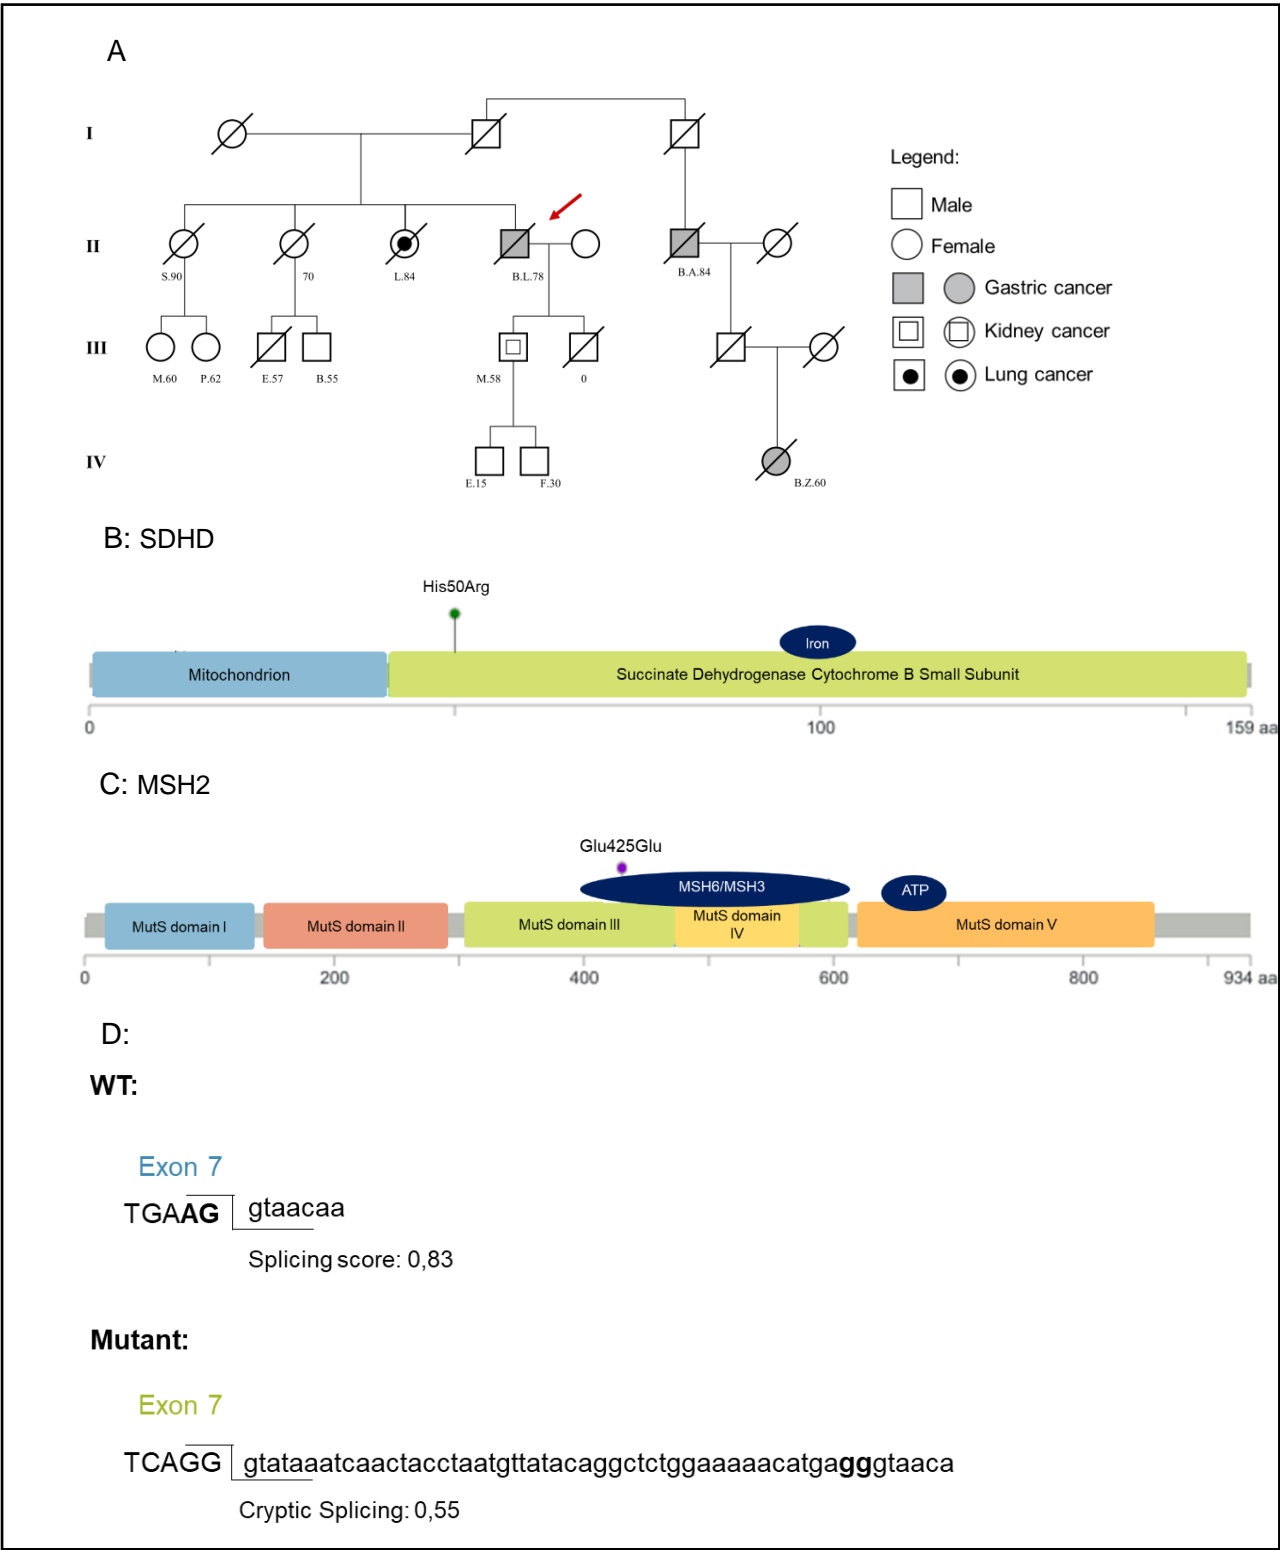 A
I
II
S.90
70
L.84
B.L.78
B.A.84
III
M.60
P.62
E.57
B.55
M.58
0
IV
E.15
F.30
B.Z.60
Legend:
Male
Female
Gastric cancer
Kidney cancer
Lung cancer
B: SDHD
His50Arg
Iron
Mitochondrion
Succinate Dehydrogenase Cytochrome B Small Subunit
0
100
159 aa
C: MSH2
Glu425Glu
MSH6/MSH3
ATP
MutS domain I
MutS domain II
MutS domain III
MutS domain
IV
MutS domain V
0
200
400
600
800
934 aa
D:
WT:
Exon 7
TGAAG gtaacaa
Splicing score: 0,83
Mutant:
Exon 7
TCAGG gtataaatcaactacctaatgttatacaggctctggaaaaacatgagggtaaca
Cryptic Splicing: 0,55